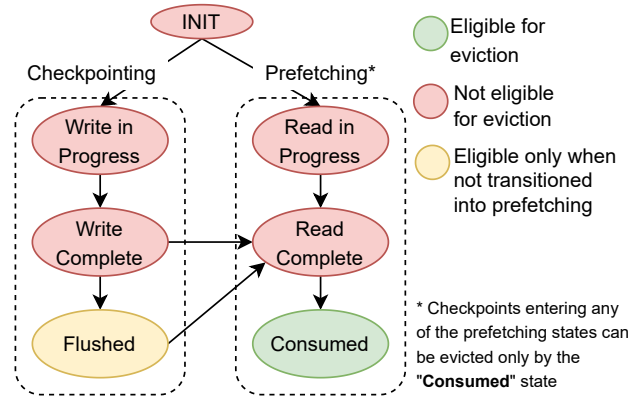 INIT
Checkpointing
Prefetching*
Write in
Progress
Read in
Progress
Write
Complete
Read
Complete
Flushed
Consumed
Eligible for
eviction
Not eligible
for eviction
Eligible only when
not transitioned
into prefetching
* Checkpoints entering any
of the prefetching states can
be evicted only by the
"Consumed" state